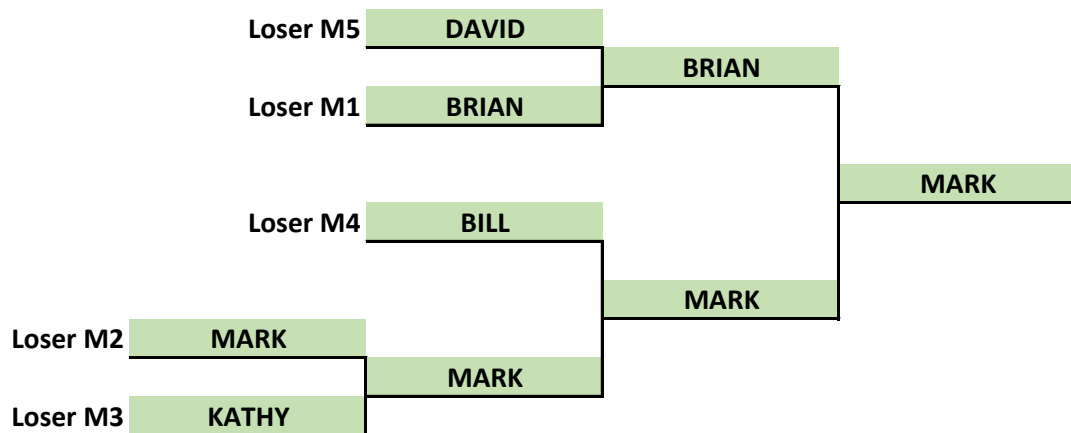 Loser M5 DAVID
BRIAN
Loser M1 BRIAN
MARK
Loser M4 BILL
MARK
Loser M2 MARK
MARK
Loser M3 KATHY